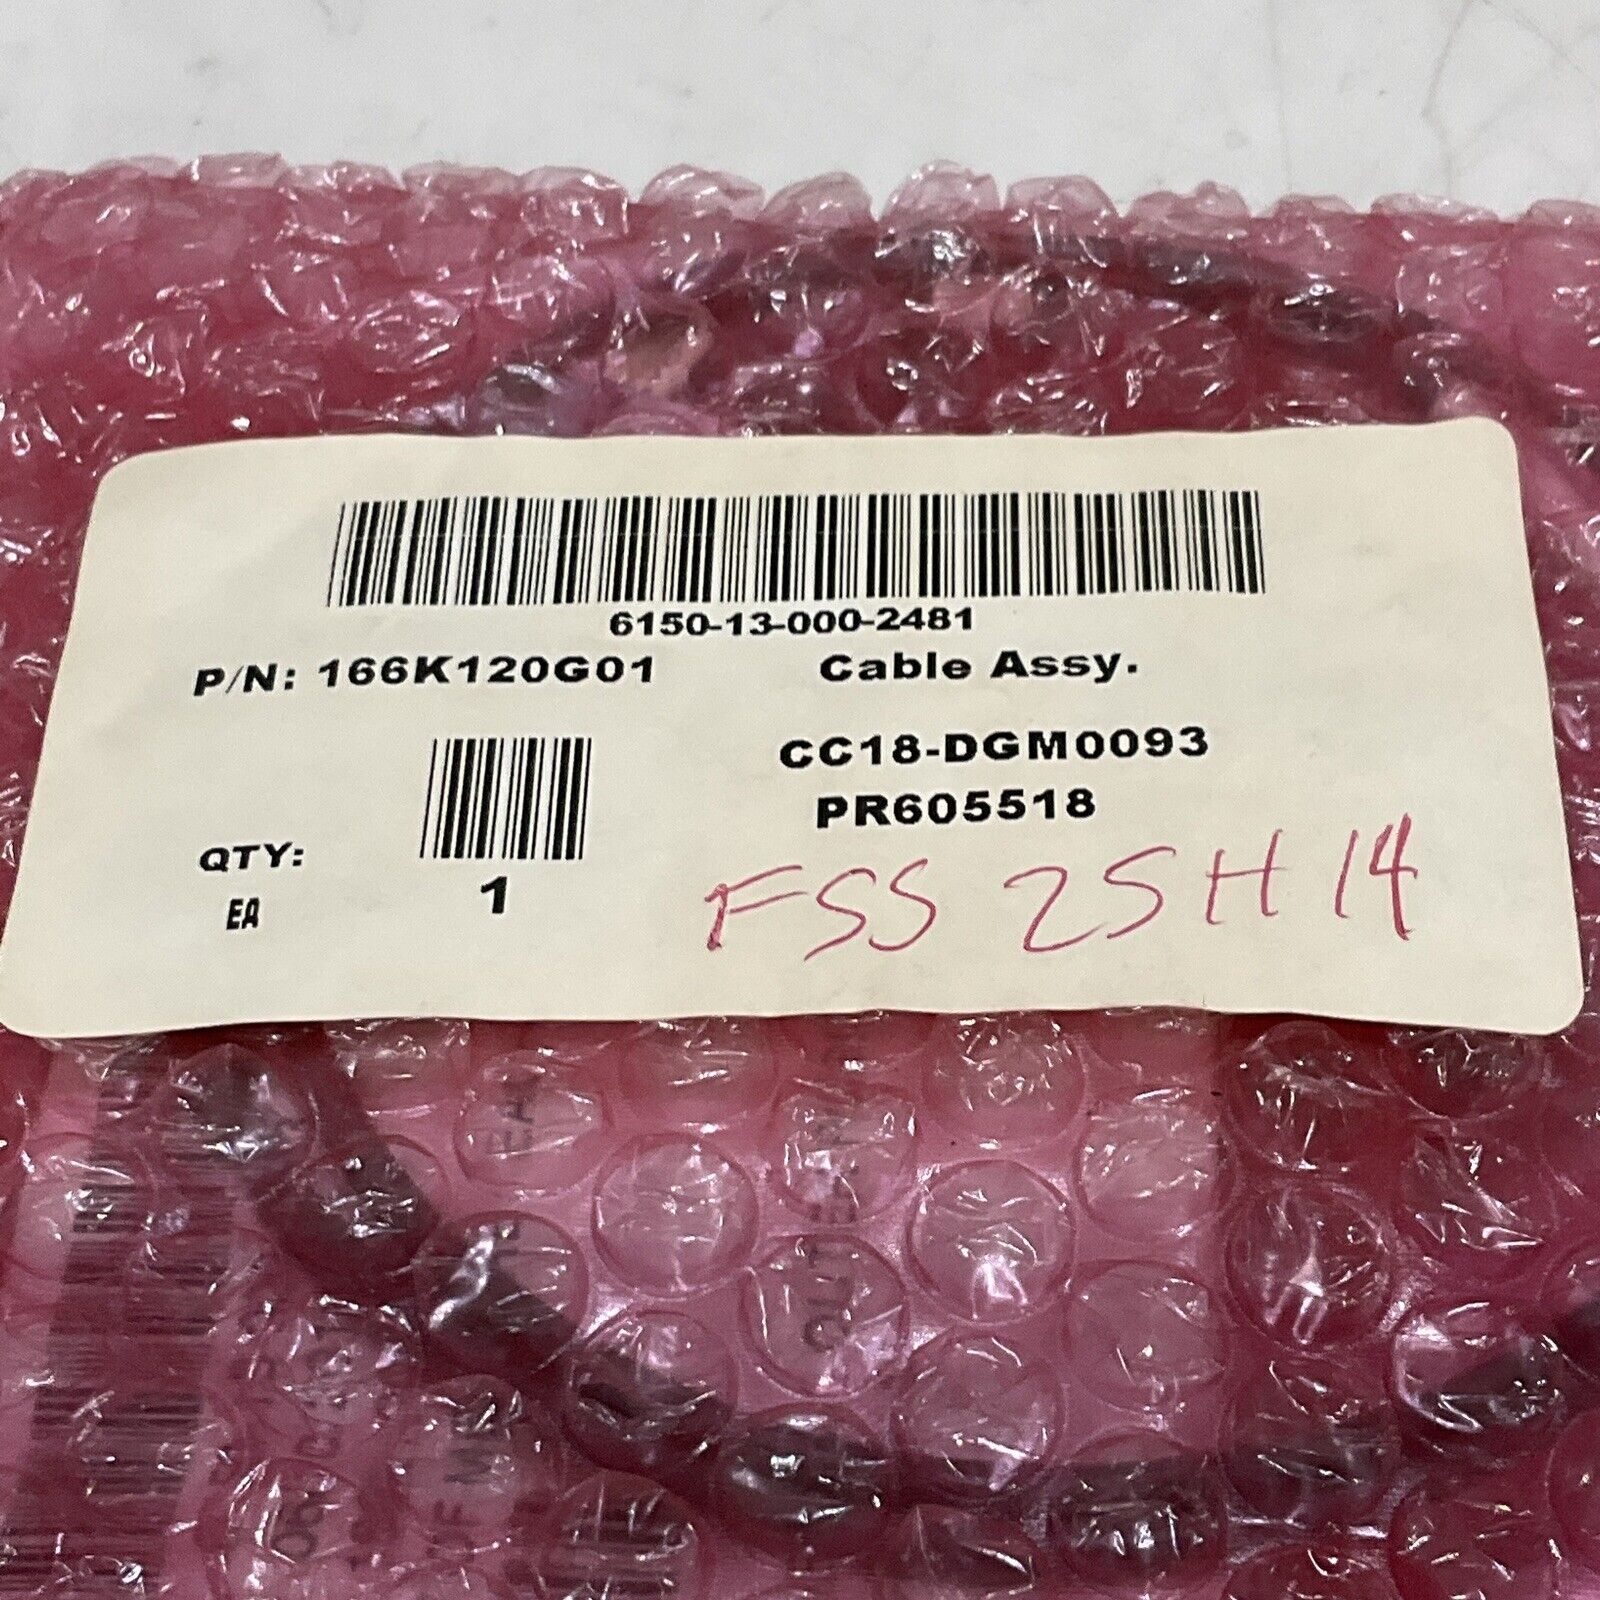 6150-13-000-2481
P/N: 166K120G01 Cable Assy.
CC18-DGM0093
PR605518
QTY: 1
EA
FSS 25H14